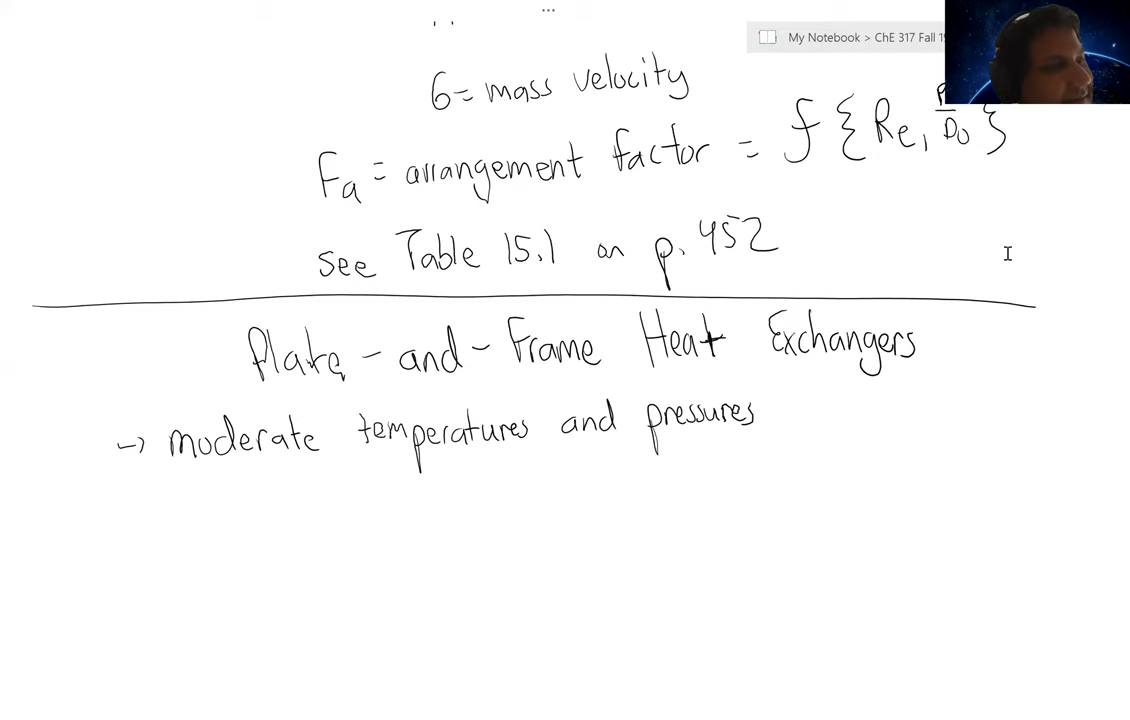 My Notebook > ChE 317 Fall 19
G = mass velocity
Fa = arrangement factor = f { Re, P/Do }
see Table 15.1 on p. 452
Plate - and - Frame Heat Exchangers
→ moderate temperatures and pressures